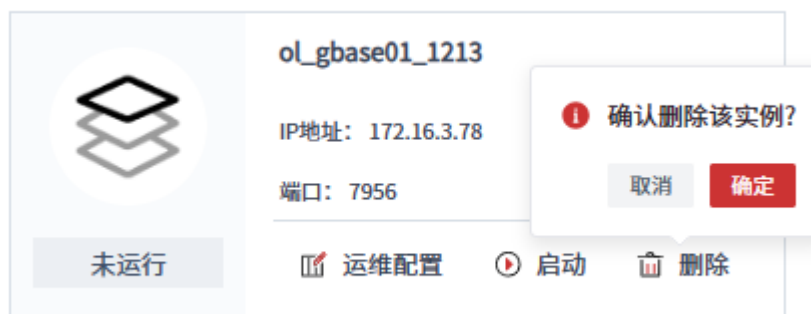 ol_gbase01_1213
IP地址： 172.16.3.78
端口： 7956
未运行
运维配置 启动 删除
确认删除该实例?
取消 确定